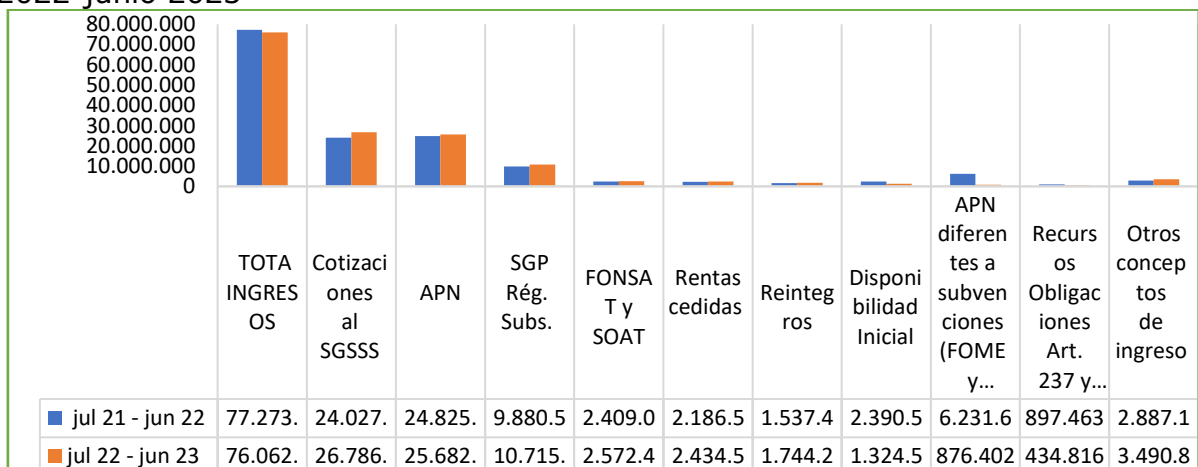 2022-junio 2023
80.000.000
70.000.000
60.000.000
50.000.000
40.000.000
30.000.000
20.000.000
10.000.000
0
TOTA
INGRES
OS
Cotizaci
ones
al
SGSSS
APN
SGP
Rég.
Subs.
FONSA
T y
SOAT
Rentas
cedidas
Reinteg
ros
Disponi
bilidad
Inicial
APN
diferen
tes a
subven
ciones
(FOME
y...
Recurs
os
Obligac
iones
Art.
237 y...
Otros
concep
tos
de
ingreso
jul 21 - jun 22 77.273. 24.027. 24.825. 9.880.5 2.409.0 2.186.5 1.537.4 2.390.5 6.231.6 897.463 2.887.1
jul 22 - jun 23 76.062. 26.786. 25.682. 10.715. 2.572.4 2.434.5 1.744.2 1.324.5 876.402 434.816 3.490.8